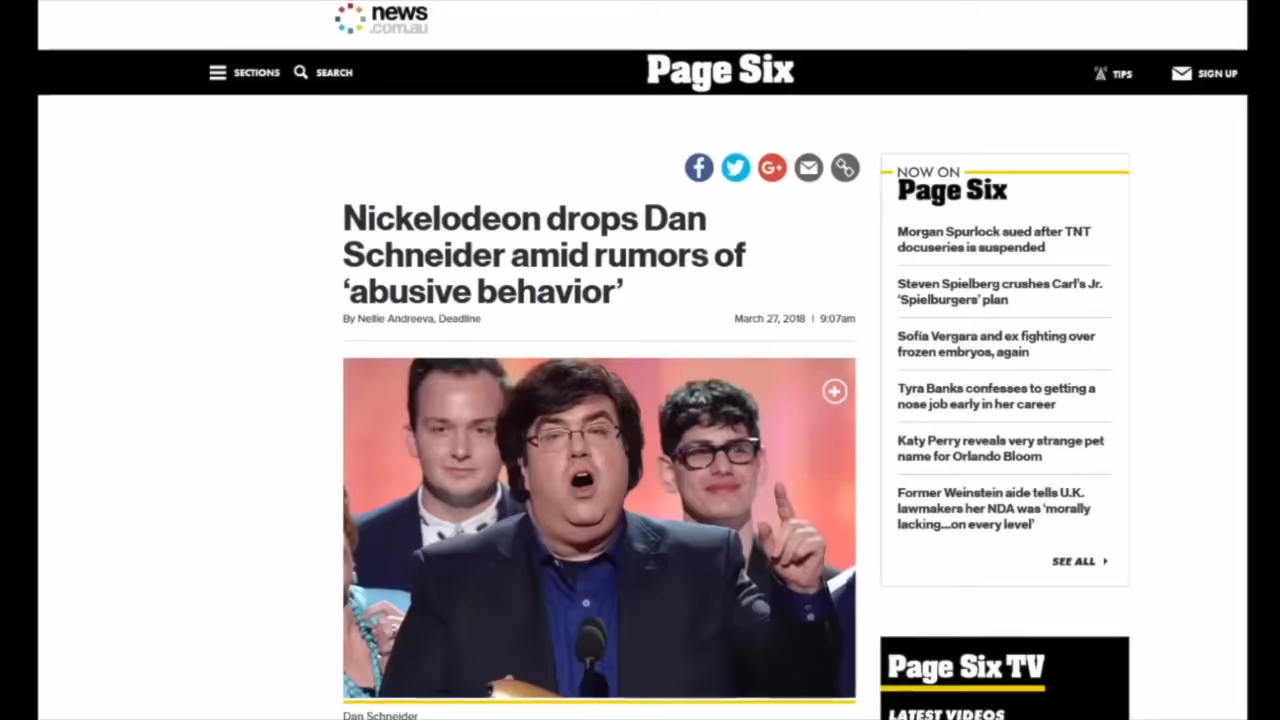 news
.com.au
SECTIONS
SEARCH
Page Six
TIPS
SIGN UP
Nickelodeon drops Dan
Schneider amid rumors of
‘abusive behavior’
By Nellie Andreeva, Deadline
March 27, 2018 | 9:07am
Dan Schneider
NOW ON
Page Six
Morgan Spurlock sued after TNT
docuseries is suspended
Steven Spielberg crushes Carl's Jr.
'Spielburgers' plan
Sofía Vergara and ex fighting over
frozen embryos, again
Tyra Banks confesses to getting a
nose job early in her career
Katy Perry reveals very strange pet
name for Orlando Bloom
Former Weinstein aide tells U.K.
lawmakers her NDA was 'morally
lacking...on every level'
SEE ALL
Page Six TV
LATEST VIDEOS